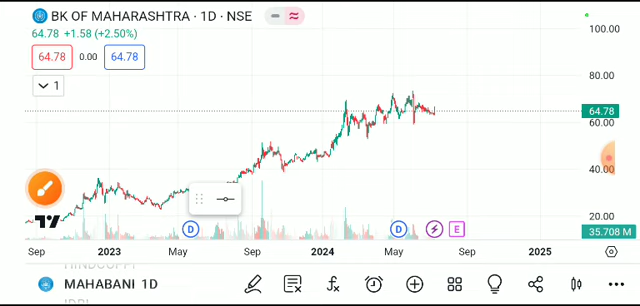 BK OF MAHARASHTRA · 1D · NSE
64.78 +1.58 (+2.50%)
64.78 0.00 64.78
1
100.00
80.00
64.78
60.00
40.00
20.00
35.708 M
D D E
Sep 2023 May Sep 2024 May Sep 2025
MAHABANI 1D